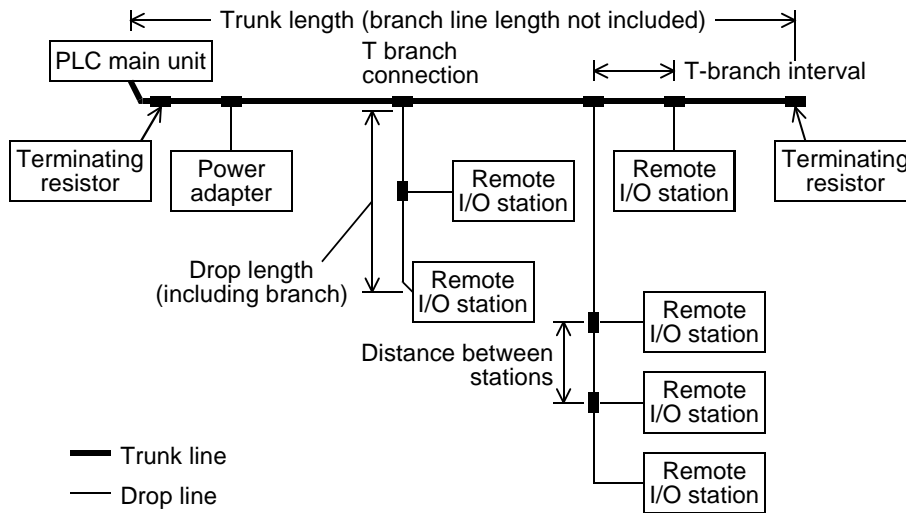 Trunk length (branch line length not included)
PLC main unit
T branch
connection
T-branch interval
Terminating
resistor
Power
adapter
Remote
I/O station
Remote
I/O station
Terminating
resistor
Drop length
(including branch)
Remote
I/O station
Remote
I/O station
Distance between
stations
Remote
I/O station
Trunk line
Remote
I/O station
Drop line